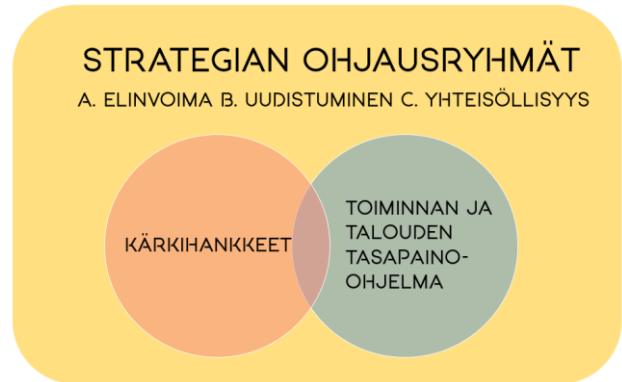 STRATEGIAN OHJAUSRYHMÄT
A. ELINVOIMA B. UUDISTUMINEN C. YHTEISÖLLISYYS
KÄRKIHANKKEET
TOIMINNAN JA
TALOUDEN
TASAPAINO-
OHJELMA